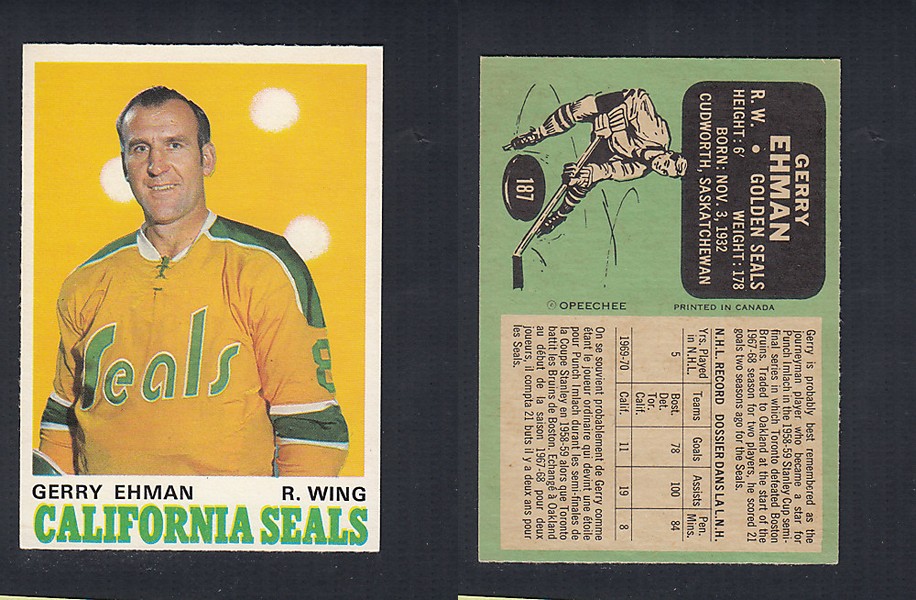 Seals
8
GERRY EHMAN R. WING
CALIFORNIA SEALS
GERRY
EHMAN
R. W. • GOLDEN SEALS
HEIGHT: 6' WEIGHT: 178
BORN: NOV. 3, 1932
CUDWORTH, SASKATCHEWAN
187
© OPEECHEE PRINTED IN CANADA
Gerry is probably best remembered as the
journeyman player who became a star for
Punch Imlach in the 1958-59 Stanley Cup semi-
final series in which Toronto defeated Boston
Bruins. Traded to Oakland at the start of the
1967-68 season for two players, he scored 21
goals two seasons ago for the Seals.
N.H.L. RECORD DOSSIER DANS LA L.N.H.
Yrs. Played
in N.H.L. Teams Goals Assists Pen.
Mins.
5 Bost.
Det.
Tor.
Calif. 78 100 84
1969-70 Calif. 11 19 8
On se souvient probablement de Gerry comme
étant le joueur ordinaire qui devint une étoile
pour Punch Imlach durant les semi-finales de
la Coupe Stanley en 1958-59 alors que Toronto
battit les Bruins de Boston. Echangé à Oakland
au début de la saison 1967-68 pour deux
joueurs, il compta 21 buts il y a deux ans pour
les Seals.